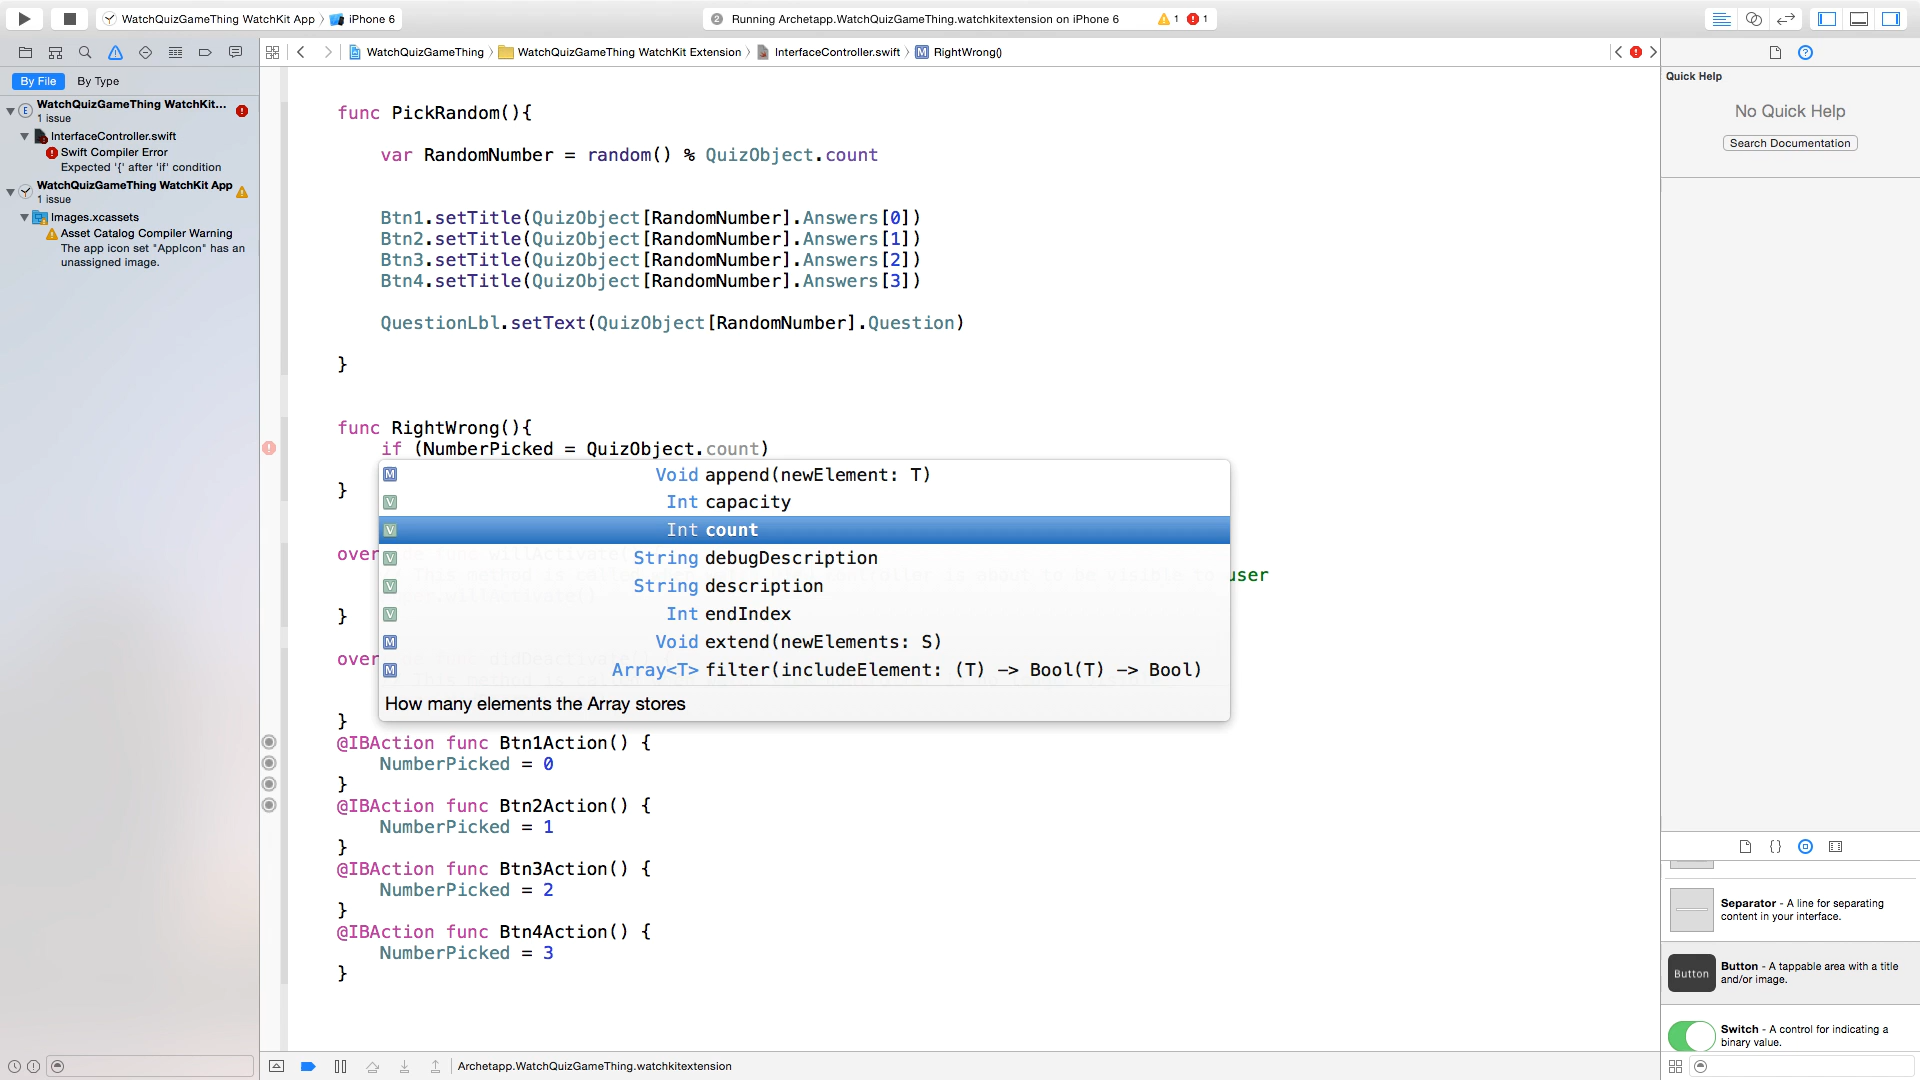 WatchQuizGameThing WatchKit App
iPhone 6
Running Archetapp.WatchQuizGameThing.watchkitextension on iPhone 6
1
1
WatchQuizGameThing
WatchQuizGameThing WatchKit Extension
InterfaceController.swift
M RightWrong()
By File
By Type
WatchQuizGameThing WatchKit...
1 issue
InterfaceController.swift
Swift Compiler Error
Expected '{' after 'if' condition
WatchQuizGameThing WatchKit App
1 issue
Images.xcassets
Asset Catalog Compiler Warning
The app icon set "AppIcon" has an
unassigned image.
func PickRandom(){
var RandomNumber = random() % QuizObject.count
Btn1.setTitle(QuizObject[RandomNumber].Answers[0])
Btn2.setTitle(QuizObject[RandomNumber].Answers[1])
Btn3.setTitle(QuizObject[RandomNumber].Answers[2])
Btn4.setTitle(QuizObject[RandomNumber].Answers[3])
QuestionLbl.setText(QuizObject[RandomNumber].Question)
}
func RightWrong(){
if (NumberPicked = QuizObject.count)
}
M Void append(newElement: T)
V Int capacity
V Int count
V String debugDescription
V String description
V Int endIndex
M Void extend(newElements: S)
M Array<T> filter(includeElement: (T) -> Bool(T) -> Bool)
How many elements the Array stores
over
user
}
over
}
@IBAction func Btn1Action() {
NumberPicked = 0
}
@IBAction func Btn2Action() {
NumberPicked = 1
}
@IBAction func Btn3Action() {
NumberPicked = 2
}
@IBAction func Btn4Action() {
NumberPicked = 3
}
Archetapp.WatchQuizGameThing.watchkitextension
Quick Help
No Quick Help
Search Documentation
Separator - A line for separating
content in your interface.
Button
Button - A tappable area with a title
and/or image.
Switch - A control for indicating a
binary value.